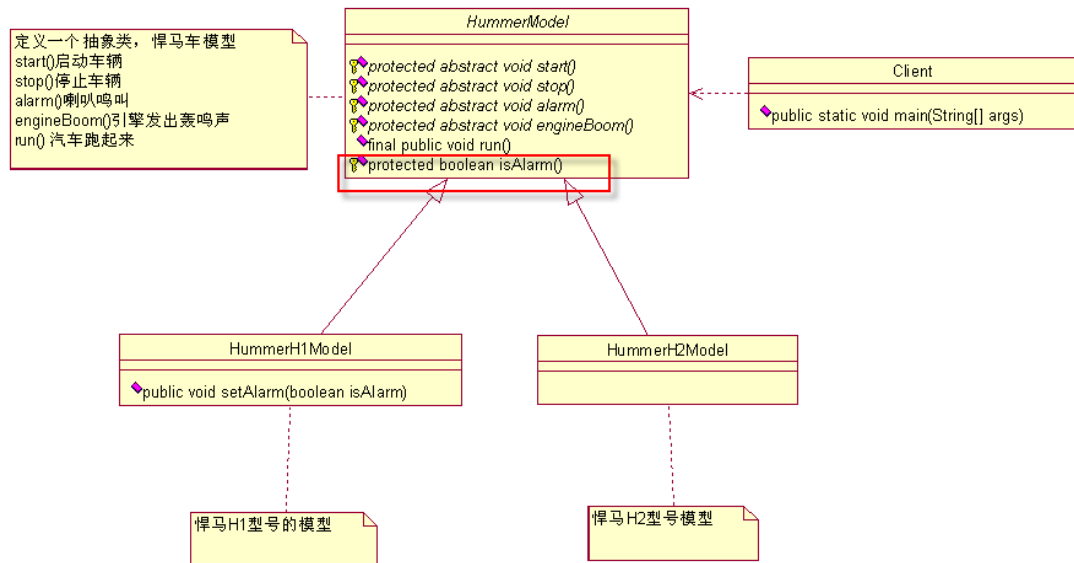 定义一个抽象类，悍马车模型
start()启动车辆
stop()停止车辆
alarm()喇叭鸣叫
engineBoom()引擎发出轰鸣声
run() 汽车跑起来
HummerModel
protected abstract void start()
protected abstract void stop()
protected abstract void alarm()
protected abstract void engineBoom()
final public void run()
protected boolean isAlarm()
Client
public static void main(String[] args)
HummerH1Model
public void setAlarm(boolean isAlarm)
HummerH2Model
悍马H1型号的模型
悍马H2型号模型